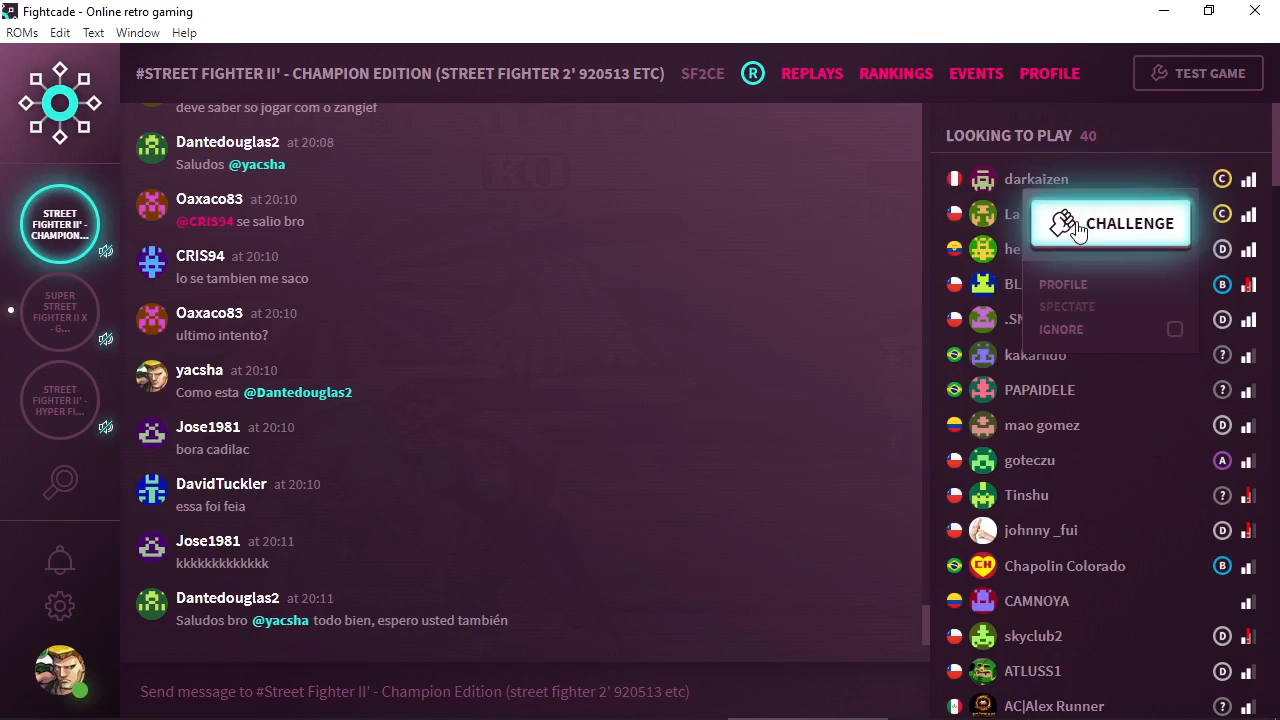 Fightcade - Online retro gaming
ROMs Edit Text Window Help
#STREET FIGHTER II' - CHAMPION EDITION (STREET FIGHTER 2' 920513 ETC) SF2CE R REPLAYS RANKINGS EVENTS PROFILE TEST GAME
STREET
FIGHTER II' -
CHAMPION...
SUPER
STREET
FIGHTER II X
- G...
STREET
FIGHTER II' -
HYPER FI...
deve saber so jogar com o zangief
Dantedouglas2 at 20:08
Saludos @yacsha
Oaxaco83 at 20:10
@CRIS94 se salio bro
CRIS94 at 20:10
lo se tambien me saco
Oaxaco83 at 20:10
ultimo intento?
yacsha at 20:10
Como esta @Dantedouglas2
Jose1981 at 20:10
bora cadilac
DavidTuckler at 20:10
essa foi feia
Jose1981 at 20:11
kkkkkkkkkkkkk
Dantedouglas2 at 20:11
Saludos bro @yacsha todo bien, espero usted también
Send message to #Street Fighter II' - Champion Edition (street fighter 2' 920513 etc)
LOOKING TO PLAY 40
darkaizen C
La C
CHALLENGE
he D
BL B
PROFILE
SPECTATE
IGNORE
D
?
PAPAIDELE ?
mao gomez D
goteczu A
Tinshu ?
johnny _fui D
CH Chapolin Colorado B
CAMNOYA
skyclub2 D
ATLUSS1 D
AC|Alex Runner ?